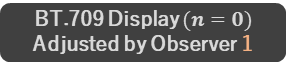 BT.709 Display (n = 0)
Adjusted by Observer 1